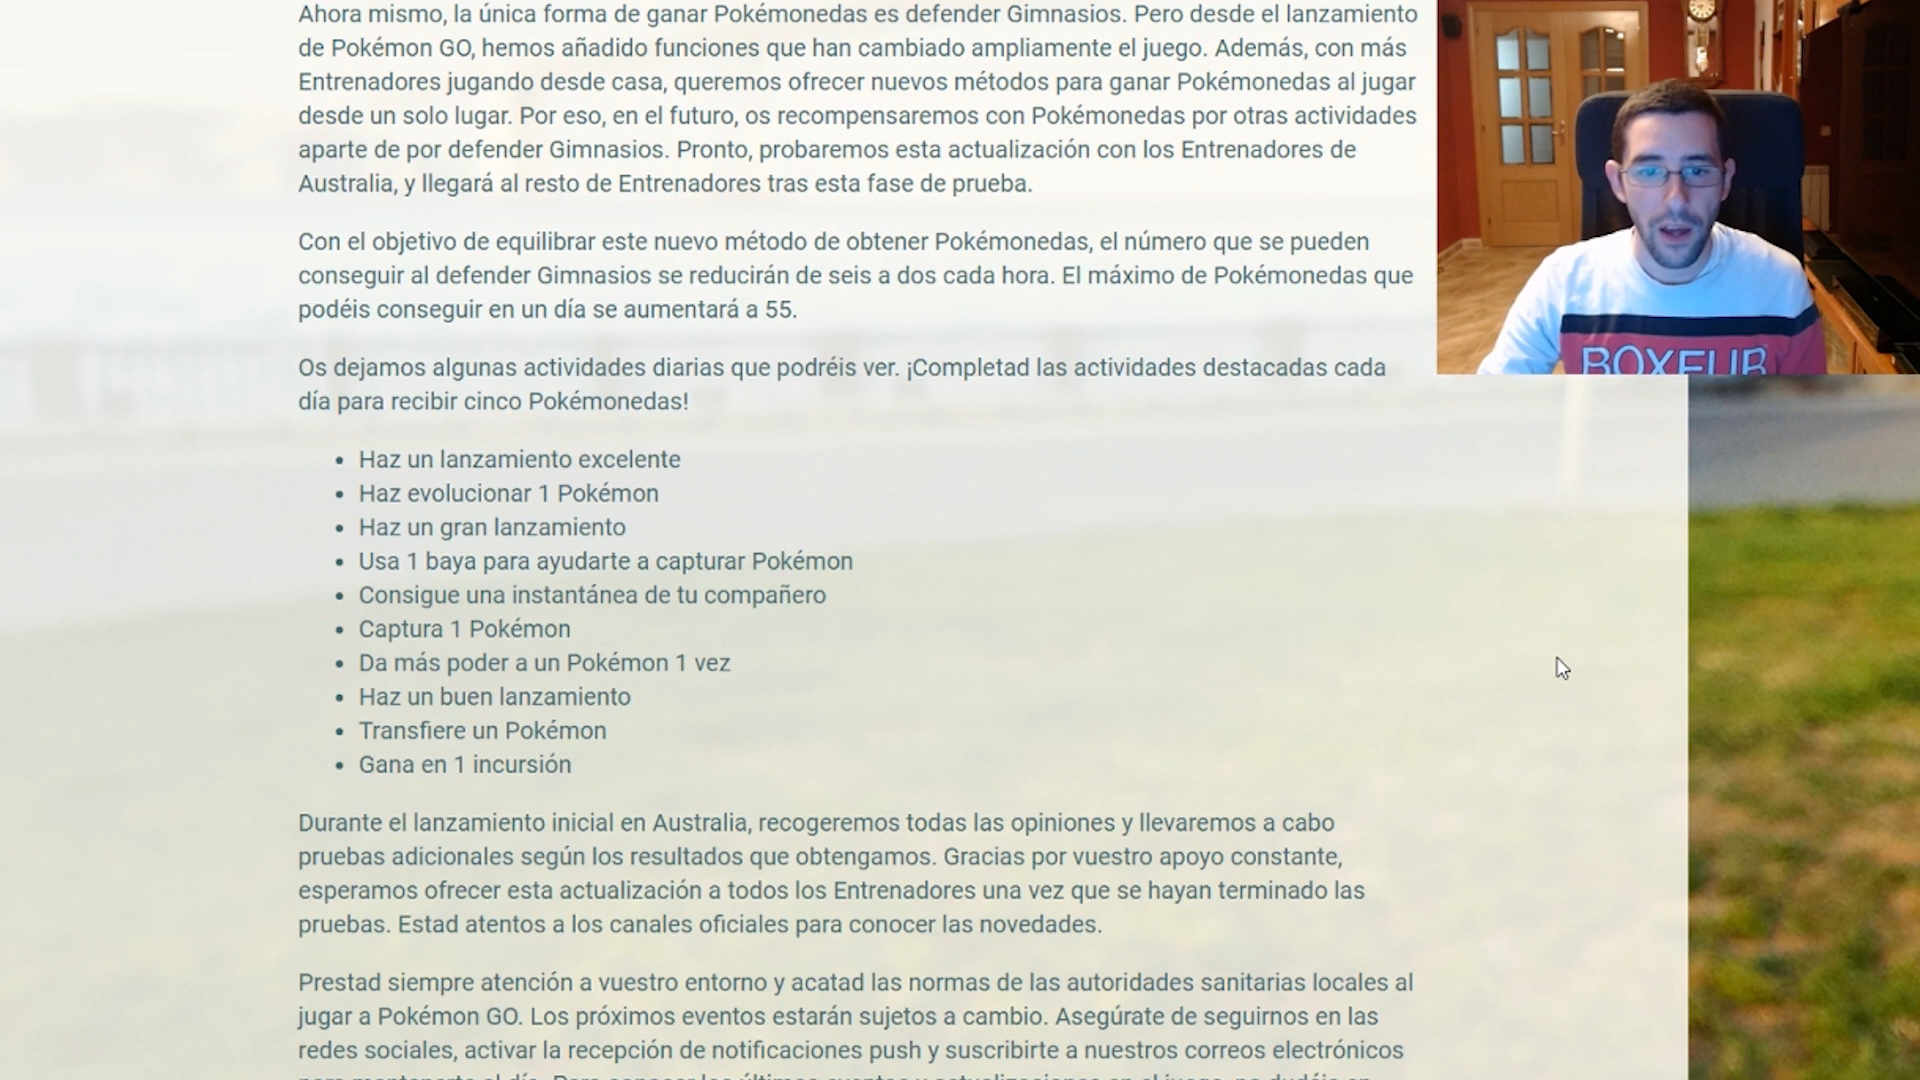 Ahora mismo, la única forma de ganar Pokémonedas es defender Gimnasios. Pero desde el lanzamiento
de Pokémon GO, hemos añadido funciones que han cambiado ampliamente el juego. Además, con más
Entrenadores jugando desde casa, queremos ofrecer nuevos métodos para ganar Pokémonedas al jugar
desde un solo lugar. Por eso, en el futuro, os recompensaremos con Pokémonedas por otras actividades
aparte de por defender Gimnasios. Pronto, probaremos esta actualización con los Entrenadores de
Australia, y llegará al resto de Entrenadores tras esta fase de prueba.
Con el objetivo de equilibrar este nuevo método de obtener Pokémonedas, el número que se pueden
conseguir al defender Gimnasios se reducirán de seis a dos cada hora. El máximo de Pokémonedas que
podéis conseguir en un día se aumentará a 55.
Os dejamos algunas actividades diarias que podréis ver. ¡Completad las actividades destacadas cada
día para recibir cinco Pokémonedas!
• Haz un lanzamiento excelente
• Haz evolucionar 1 Pokémon
• Haz un gran lanzamiento
• Usa 1 baya para ayudarte a capturar Pokémon
• Consigue una instantánea de tu compañero
• Captura 1 Pokémon
• Da más poder a un Pokémon 1 vez
• Haz un buen lanzamiento
• Transfiere un Pokémon
• Gana en 1 incursión
Durante el lanzamiento inicial en Australia, recogeremos todas las opiniones y llevaremos a cabo
pruebas adicionales según los resultados que obtengamos. Gracias por vuestro apoyo constante,
esperamos ofrecer esta actualización a todos los Entrenadores una vez que se hayan terminado las
pruebas. Estad atentos a los canales oficiales para conocer las novedades.
Prestad siempre atención a vuestro entorno y acatad las normas de las autoridades sanitarias locales al
jugar a Pokémon GO. Los próximos eventos estarán sujetos a cambio. Asegúrate de seguirnos en las
redes sociales, activar la recepción de notificaciones push y suscribirte a nuestros correos electrónicos
BOXEUR